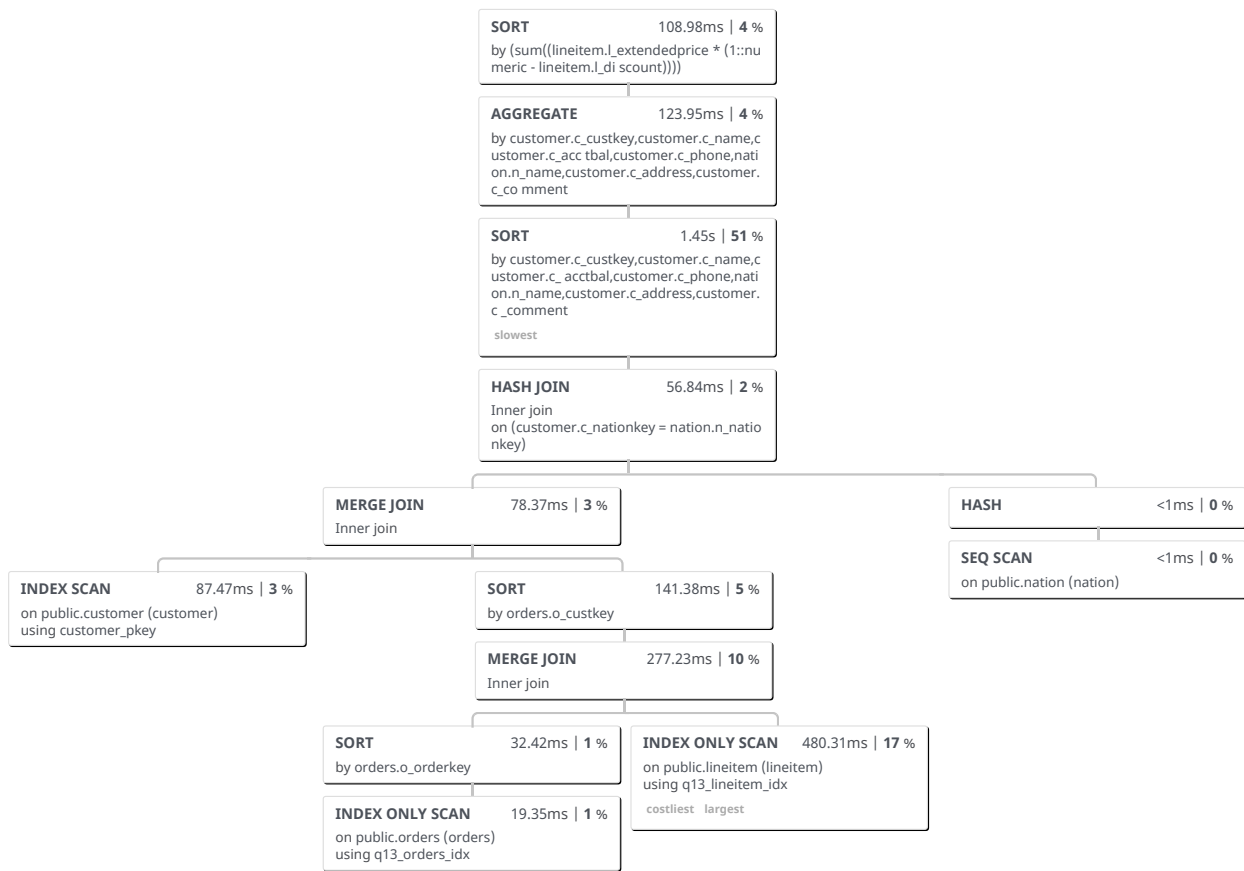 SORT 108.98ms | 4 %
by (sum((lineitem.l_extendedprice * (1::nu
meric - lineitem.l_di scount))))
AGGREGATE 123.95ms | 4 %
by customer.c_custkey,customer.c_name,c
ustomer.c_acc tbal,customer.c_phone,nati
on.n_name,customer.c_address,customer.
c_co mment
SORT 1.45s | 51 %
by customer.c_custkey,customer.c_name,c
ustomer.c_ acctbal,customer.c_phone,nati
on.n_name,customer.c_address,customer.
c _comment
slowest
HASH JOIN 56.84ms | 2 %
Inner join
on (customer.c_nationkey = nation.n_natio
nkey)
MERGE JOIN 78.37ms | 3 %
Inner join
HASH <1ms | 0 %
SEQ SCAN <1ms | 0 %
on public.nation (nation)
INDEX SCAN 87.47ms | 3 %
on public.customer (customer)
using customer_pkey
SORT 141.38ms | 5 %
by orders.o_custkey
MERGE JOIN 277.23ms | 10 %
Inner join
SORT 32.42ms | 1 %
by orders.o_orderkey
INDEX ONLY SCAN 480.31ms | 17 %
on public.lineitem (lineitem)
using q13_lineitem_idx
costliest largest
INDEX ONLY SCAN 19.35ms | 1 %
on public.orders (orders)
using q13_orders_idx